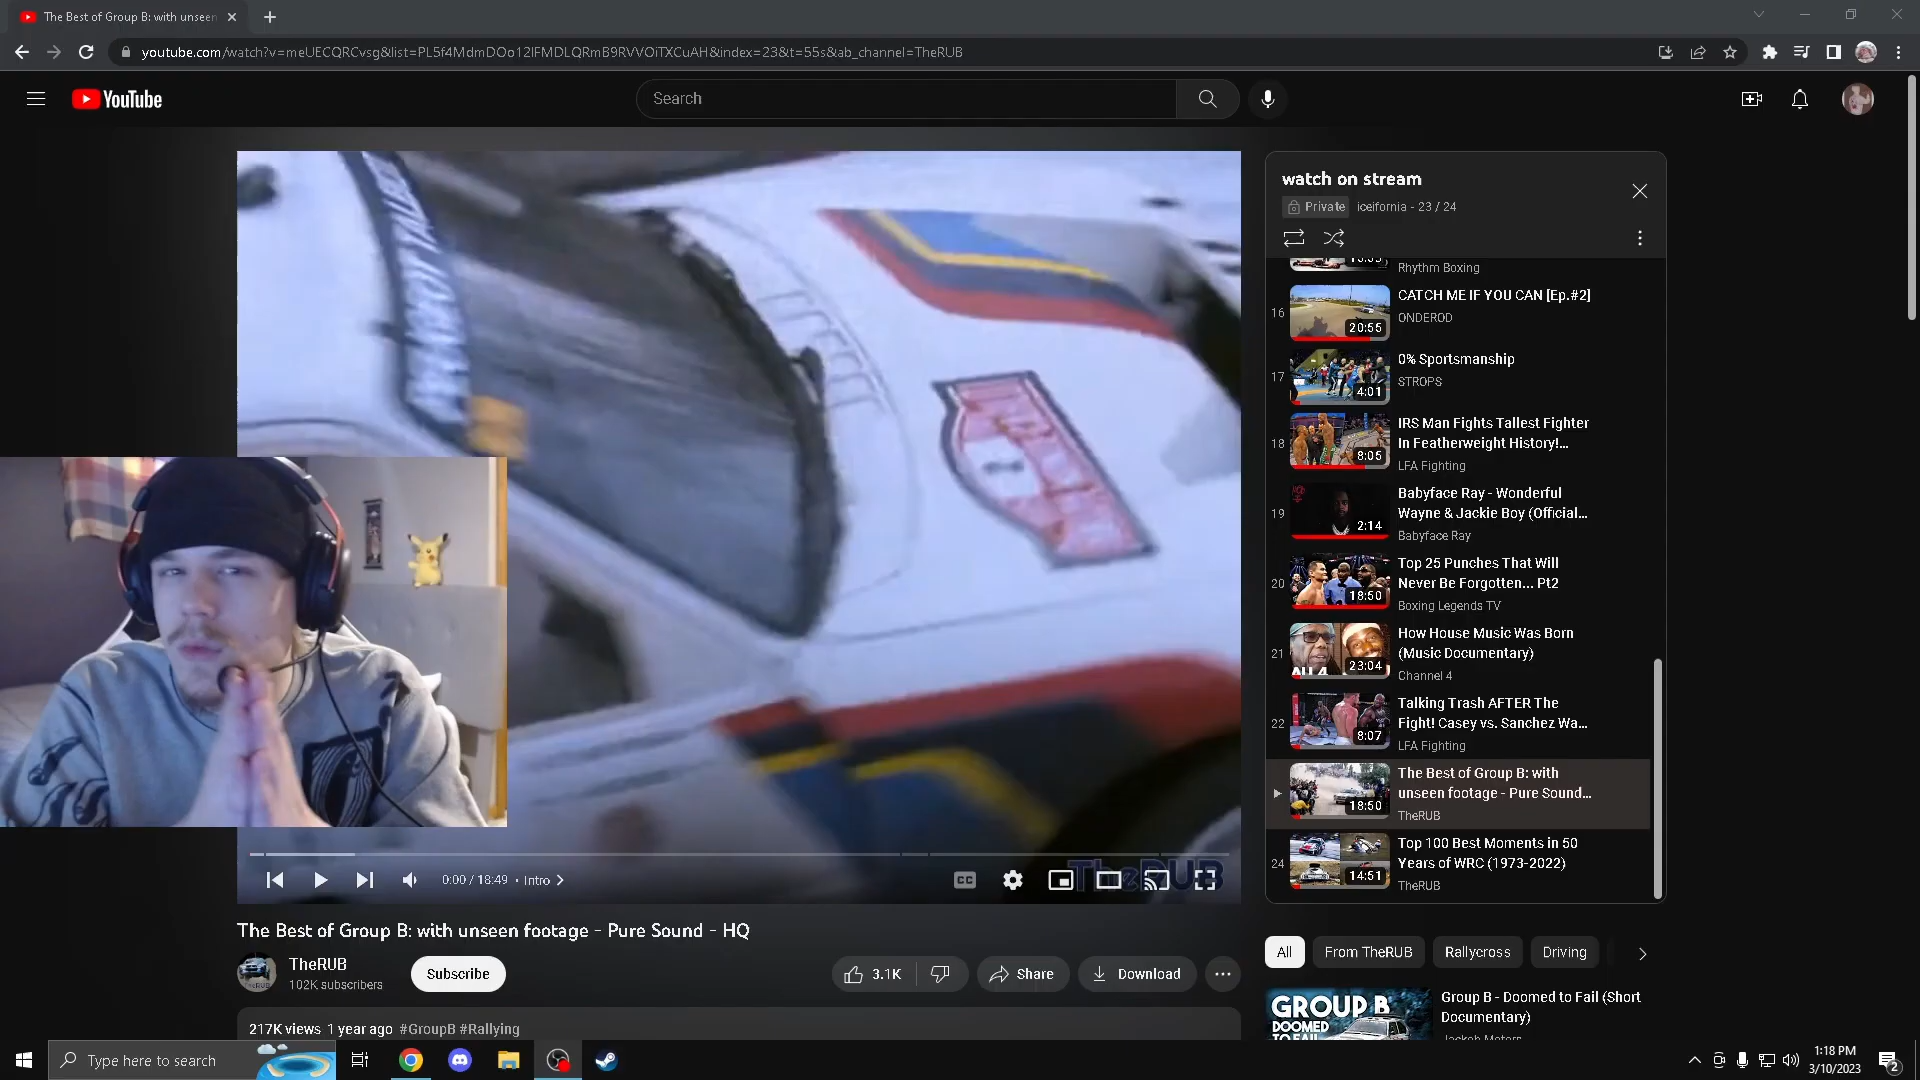 The Best of Group B: with unseen
youtube.com/watch?v=meUECQRCvsg&list=PL5f4MdmDOo12IFMDLQRmB9RVVOiTXCuAH&index=23&t=55s&ab_channel=TheRUB
YouTube
Search
watch on stream
Private iceifornia - 23 / 24
Rhythm Boxing
16
CATCH ME IF YOU CAN [Ep.#2]
ONDEROD
20:55
17
0% Sportsmanship
STROPS
4:01
18
IRS Man Fights Tallest Fighter
In Featherweight History!...
LFA Fighting
8:05
19
Babyface Ray - Wonderful
Wayne & Jackie Boy (Official...
Babyface Ray
2:14
20
Top 25 Punches That Will
Never Be Forgotten... Pt2
Boxing Legends TV
18:50
21
How House Music Was Born
(Music Documentary)
Channel 4
ALL 4
23:04
22
Talking Trash AFTER The
Fight! Casey vs. Sanchez Wa...
LFA Fighting
8:07
The Best of Group B: with
unseen footage - Pure Sound...
TheRUB
18:50
24
Top 100 Best Moments in 50
Years of WRC (1973-2022)
TheRUB
14:51
TheRUB
0:00 / 18:49 • Intro
CC
The Best of Group B: with unseen footage - Pure Sound - HQ
TheRUB
102K subscribers
Subscribe
3.1K
Share
Download
217K views 1 year ago #GroupB #Rallying
All
From TheRUB
Rallycross
Driving
GROUP B
DOOMED
TO FAIL
Group B - Doomed to Fail (Short
Documentary)
Type here to search
1:18 PM
3/10/2023
2